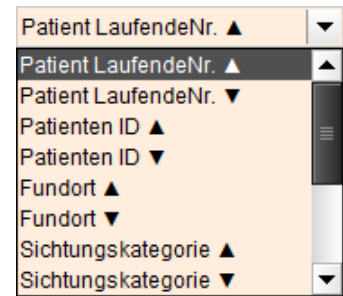 Patient LaufendeNr. ▲
Patient LaufendeNr. ▲
Patient LaufendeNr. ▼
Patienten ID ▲
Patienten ID ▼
Fundort ▲
Fundort ▼
Sichtungskategorie ▲
Sichtungskategorie ▼